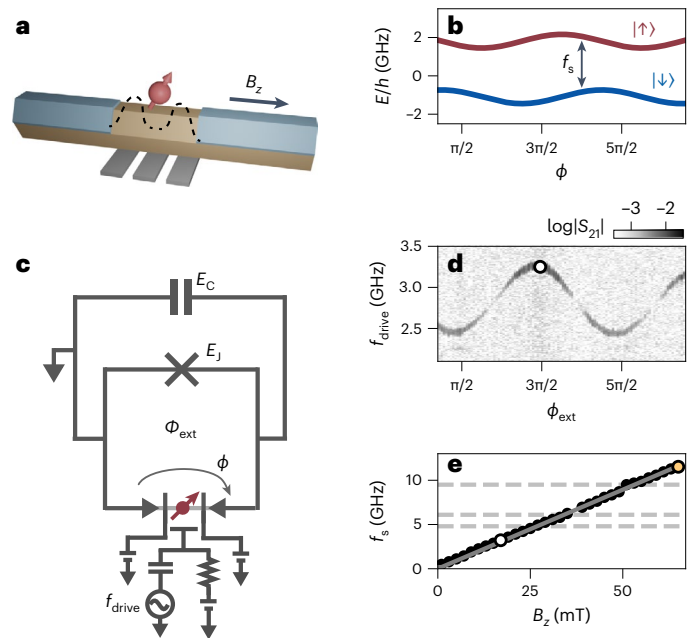 a
B_z
b
E/h (GHz)
2
0
−2
|↑⟩
f_s
|↓⟩
π/2
3π/2
5π/2
ϕ
c
E_C
E_J
Φ_ext
ϕ
f_drive
log|S_21|
−3
−2
d
f_drive (GHz)
3.5
3.0
2.5
π/2
3π/2
5π/2
ϕ_ext
e
f_s (GHz)
10
5
0
0
25
50
B_z (mT)